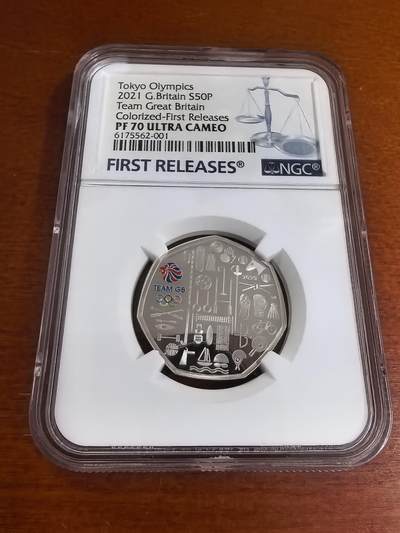 Tokyo Olympics
2021 G.Britain S50P
Team Great Britain
Colorized-First Releases
PF 70 ULTRA CAMEO
6175562-001
FIRST RELEASES®
NGC®
TEAM GB